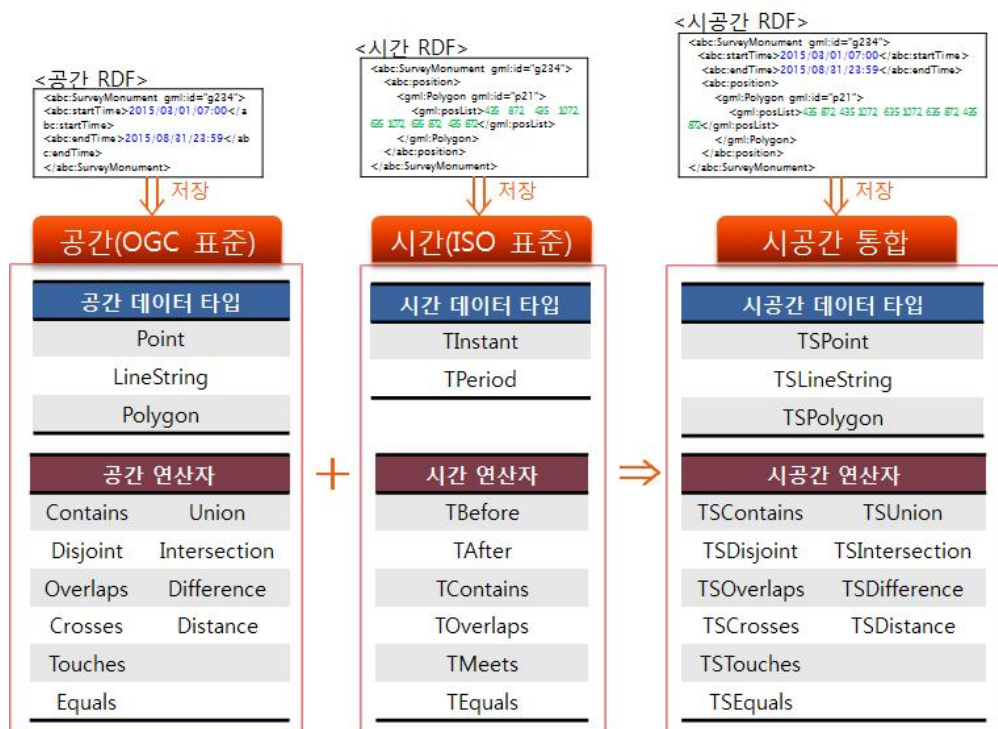 <공간 RDF>
<abc:SurveyMonument gml:id="g234">
<abc:startTime>2015/03/01/07:00</a
bc:startTime>
<abc:endTime>2015/08/31/23:59</ab
c:endTime>
</abc:SurveyMonument>
저장
공간(OGC 표준)
공간 데이터 타입
Point
LineString
Polygon
공간 연산자
Contains Union
Disjoint Intersection
Overlaps Difference
Crosses Distance
Touches
Equals
+
<시간 RDF>
<abc:SurveyMonument gml:id="g234">
<abc:position>
<gml:Polygon gml:id="p21">
<gml:posList>435 872 435 1072
635 1072 635 872 435 872</gml:posList>
</gml:Polygon>
</abc:position>
</abc:SurveyMonument>
저장
시간(ISO 표준)
시간 데이터 타입
TInstant
TPeriod
시간 연산자
TBefore
TAfter
TContains
TOverlaps
TMeets
TEquals
⇒
<시공간 RDF>
<abc:SurveyMonument gml:id="g234">
<abc:startTime>2015/03/01/07:00</abc:startTime>
<abc:endTime>2015/08/31/23:59</abc:endTime>
<abc:position>
<gml:Polygon gml:id="p21">
<gml:posList>435 872 435 1072 635 1072 635 872 435
872</gml:posList>
</gml:Polygon>
</abc:position>
</abc:SurveyMonument>
저장
시공간 통합
시공간 데이터 타입
TSPoint
TSLineString
TSPolygon
시공간 연산자
TSContains TSUnion
TSDisjoint TSIntersection
TSOverlaps TSDifference
TSCrosses TSDistance
TSTouches
TSEquals